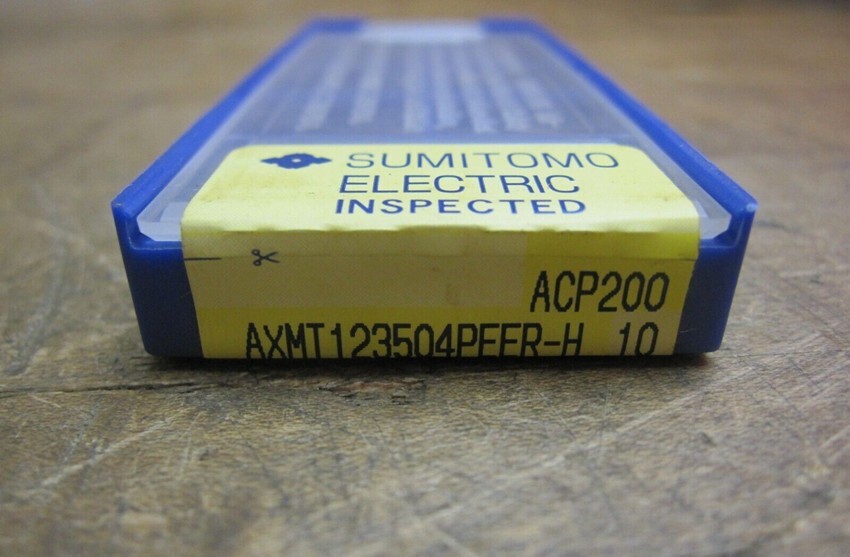 SUMITOMO
ELECTRIC
INSPECTED
ACP200
AXMT123504PEER-H 10